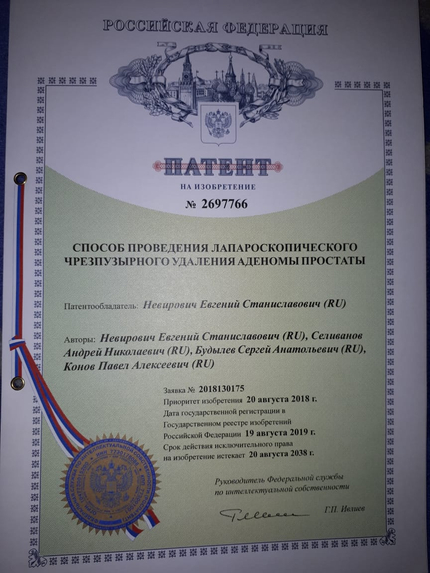 РОССИЙСКАЯ ФЕДЕРАЦИЯ
ПАТЕНТ
НА ИЗОБРЕТЕНИЕ
№ 2697766
СПОСОБ ПРОВЕДЕНИЯ ЛАПАРОСКОПИЧЕСКОГО
ЧРЕЗПУЗЫРНОГО УДАЛЕНИЯ АДЕНОМЫ ПРОСТАТЫ
Патентообладатель: Невирович Евгений Станиславович (RU)
Авторы: Невирович Евгений Станиславович (RU), Селиванов
Андрей Николаевич (RU), Будылев Сергей Анатольевич (RU),
Конов Павел Алексеевич (RU)
Заявка № 2018130175
Приоритет изобретения 20 августа 2018 г.
Дата государственной регистрации в
Государственном реестре изобретений
Российской Федерации 19 августа 2019 г.
Срок действия исключительного права
на изобретение истекает 20 августа 2038 г.
Руководитель Федеральной службы
по интеллектуальной собственности
Г.П. Ивлиев